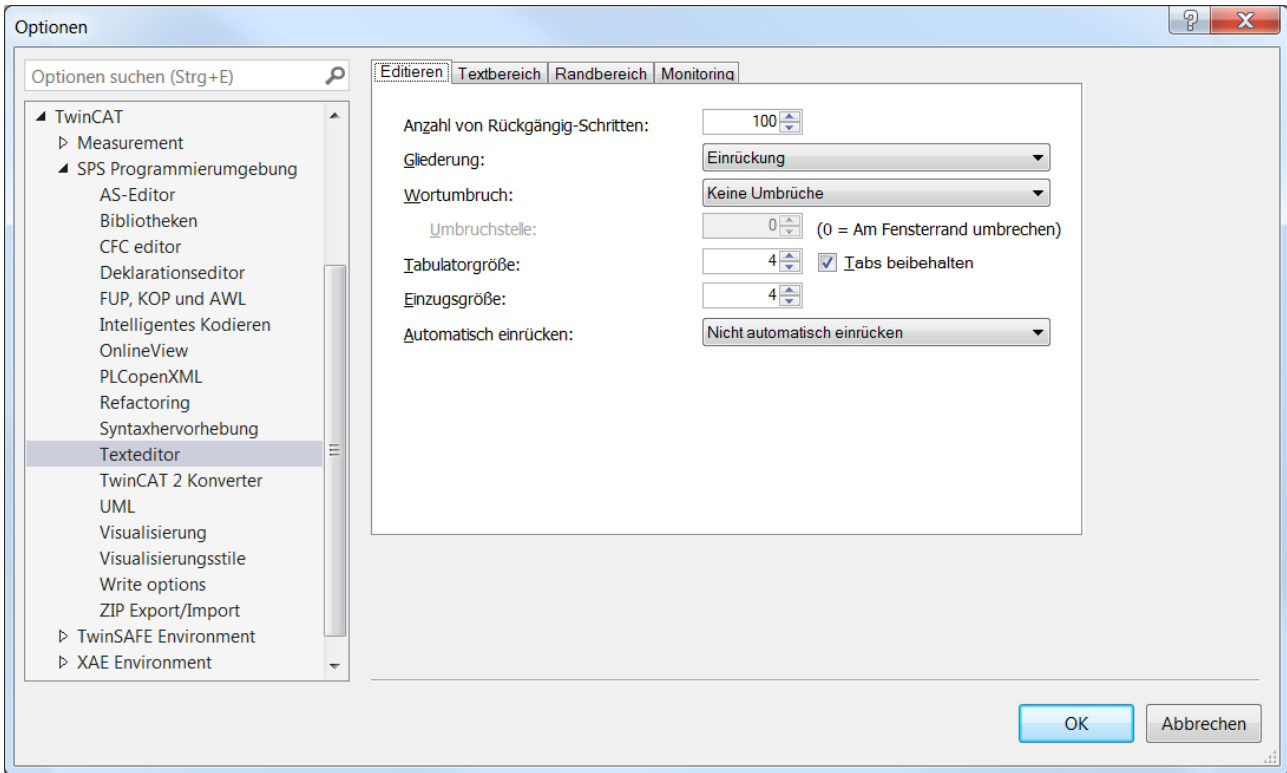 Optionen
Optionen suchen (Strg+E)
TwinCAT
Measurement
SPS Programmierumgebung
AS-Editor
Bibliotheken
CFC editor
Deklarationseditor
FUP, KOP und AWL
Intelligentes Kodieren
OnlineView
PLCopenXML
Refactoring
Syntaxhervorhebung
Texteditor
TwinCAT 2 Konverter
UML
Visualisierung
Visualisierungsstile
Write options
ZIP Export/Import
TwinSAFE Environment
XAE Environment
Editieren Textbereich Randbereich Monitoring
Anzahl von Rückgängig-Schritten: 100
Gliederung: Einrückung
Wortumbruch: Keine Umbrüche
Umbruchstelle: 0 (0 = Am Fensterrand umbrechen)
Tabulatorgröße: 4 Tabs beibehalten
Einzugsgröße: 4
Automatisch einrücken: Nicht automatisch einrücken
OK Abbrechen